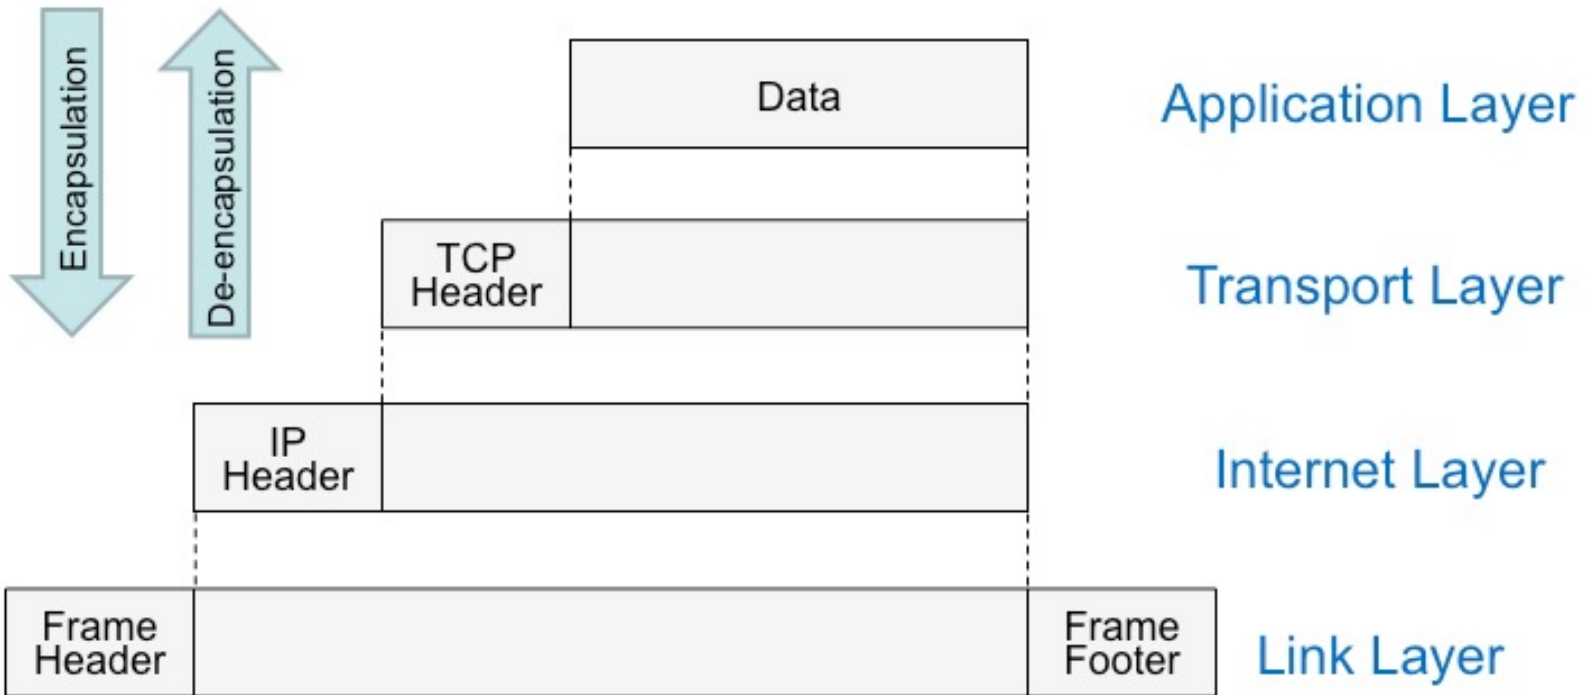 Encapsulation
De-encapsulation
Data
Application Layer
TCP
Header
Transport Layer
IP
Header
Internet Layer
Frame
Header
Frame
Footer
Link Layer